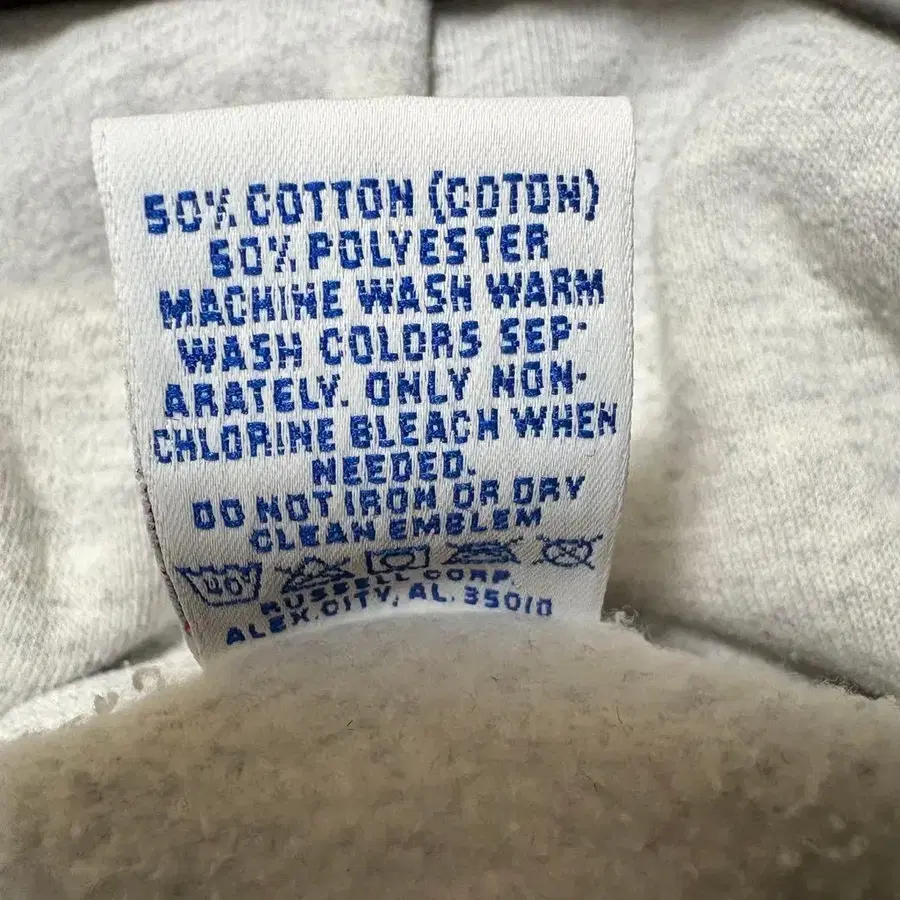 50% COTTON (COTON)
50% POLYESTER
MACHINE WASH WARM
WASH COLORS SEP-
ARATELY. ONLY NON-
CHLORINE BLEACH WHEN
NEEDED.
DO NOT IRON OR DRY
CLEAN EMBLEM
40
RUSSELL CORP.
ALEX. CITY, AL. 35010